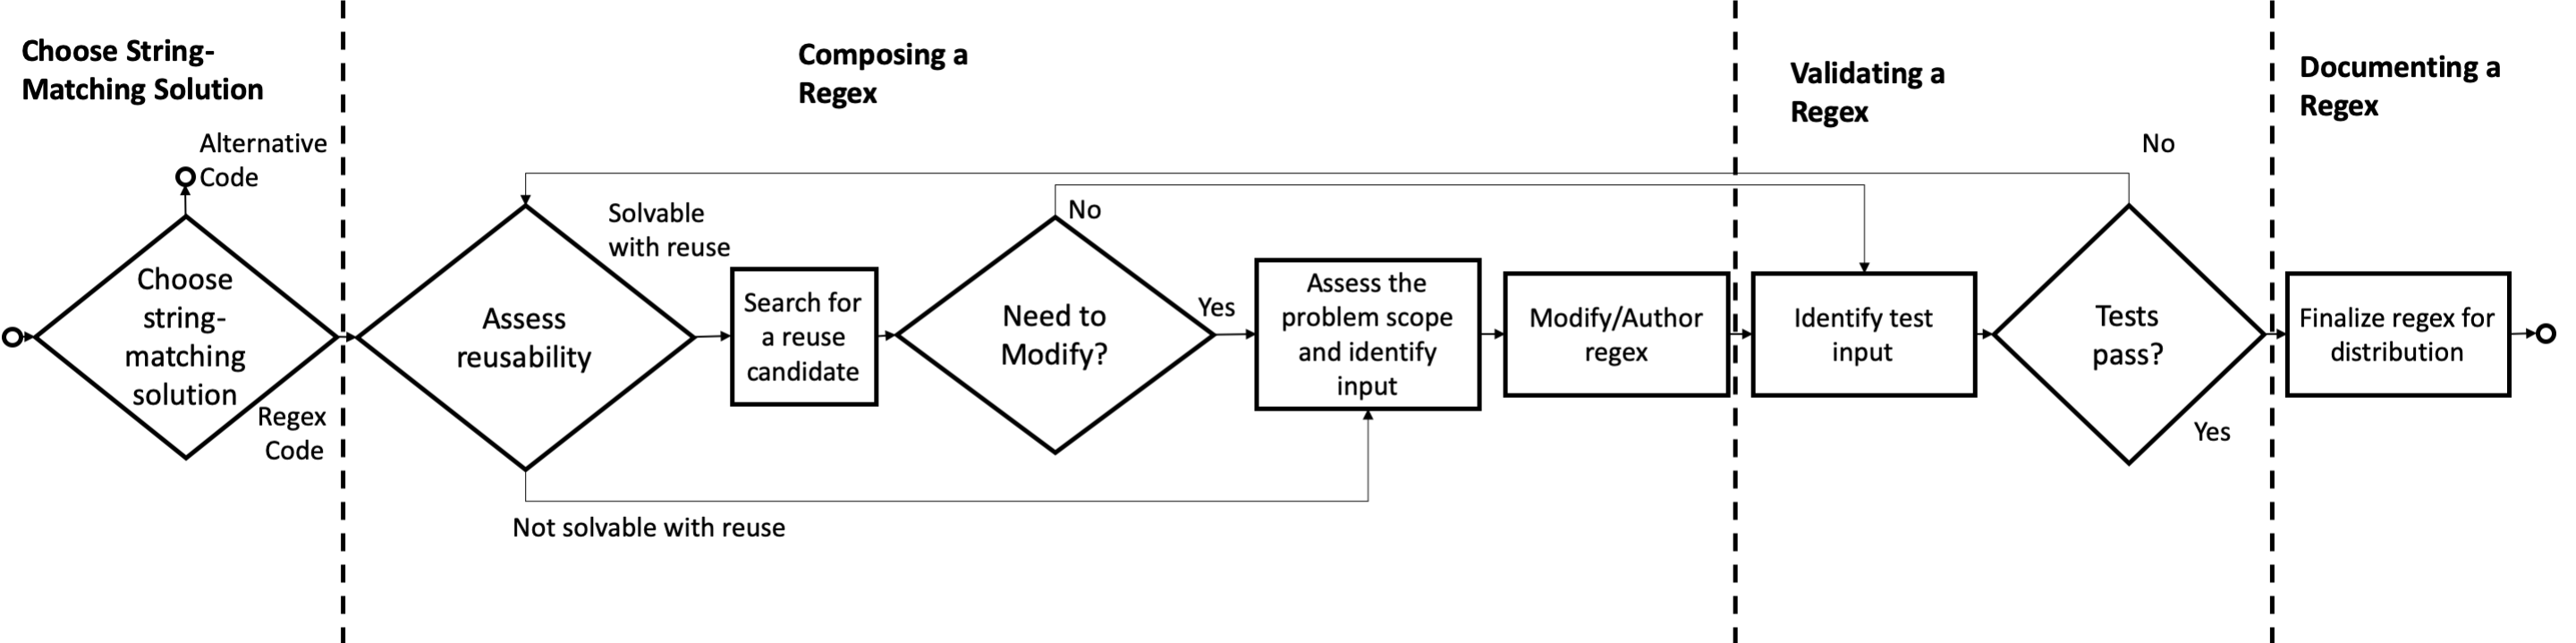 Choose String-
Matching Solution
Composing a
Regex
Validating a
Regex
Documenting a
Regex
Alternative
Code
Choose
string-
matching
solution
Regex
Code
Assess
reusability
Solvable
with reuse
Not solvable with reuse
Search for
a reuse
candidate
Need to
Modify?
No
Yes
Assess the
problem scope
and identify
input
Modify/Author
regex
Identify test
input
Tests
pass?
No
Yes
Finalize regex for
distribution